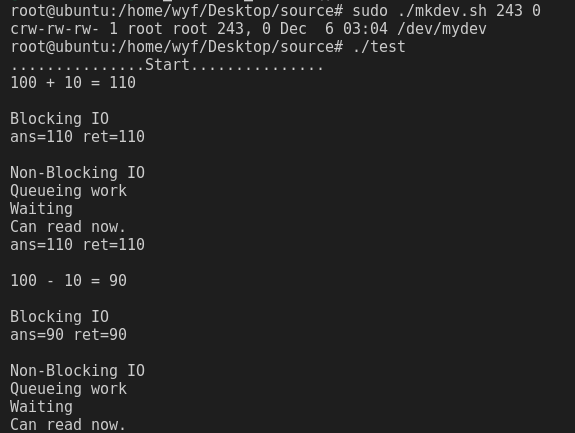 root@ubuntu:/home/wyf/Desktop/source# sudo ./mkdev.sh 243 0
crw-rw-rw- 1 root root 243, 0 Dec  6 03:04 /dev/mydev
root@ubuntu:/home/wyf/Desktop/source# ./test
...............Start...............
100 + 10 = 110

Blocking IO
ans=110 ret=110

Non-Blocking IO
Queueing work
Waiting
Can read now.
ans=110 ret=110

100 - 10 = 90

Blocking IO
ans=90 ret=90

Non-Blocking IO
Queueing work
Waiting
Can read now.